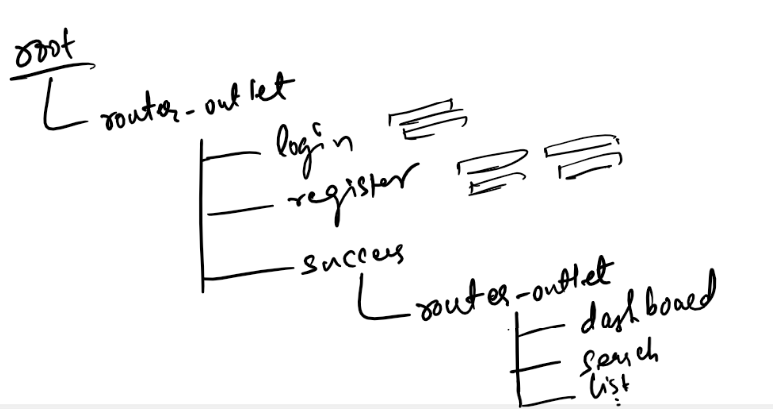 root
router-outlet
login
register
success
router-outlet
dashboard
search
list